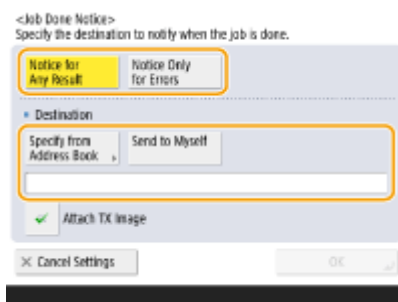 <Job Done Notice>
Specify the destination to notify when the job is done.
Notice for Any Result
Notice Only for Errors
Destination
Specify from Address Book
Send to Myself
Attach TX Image
× Cancel Settings
OK